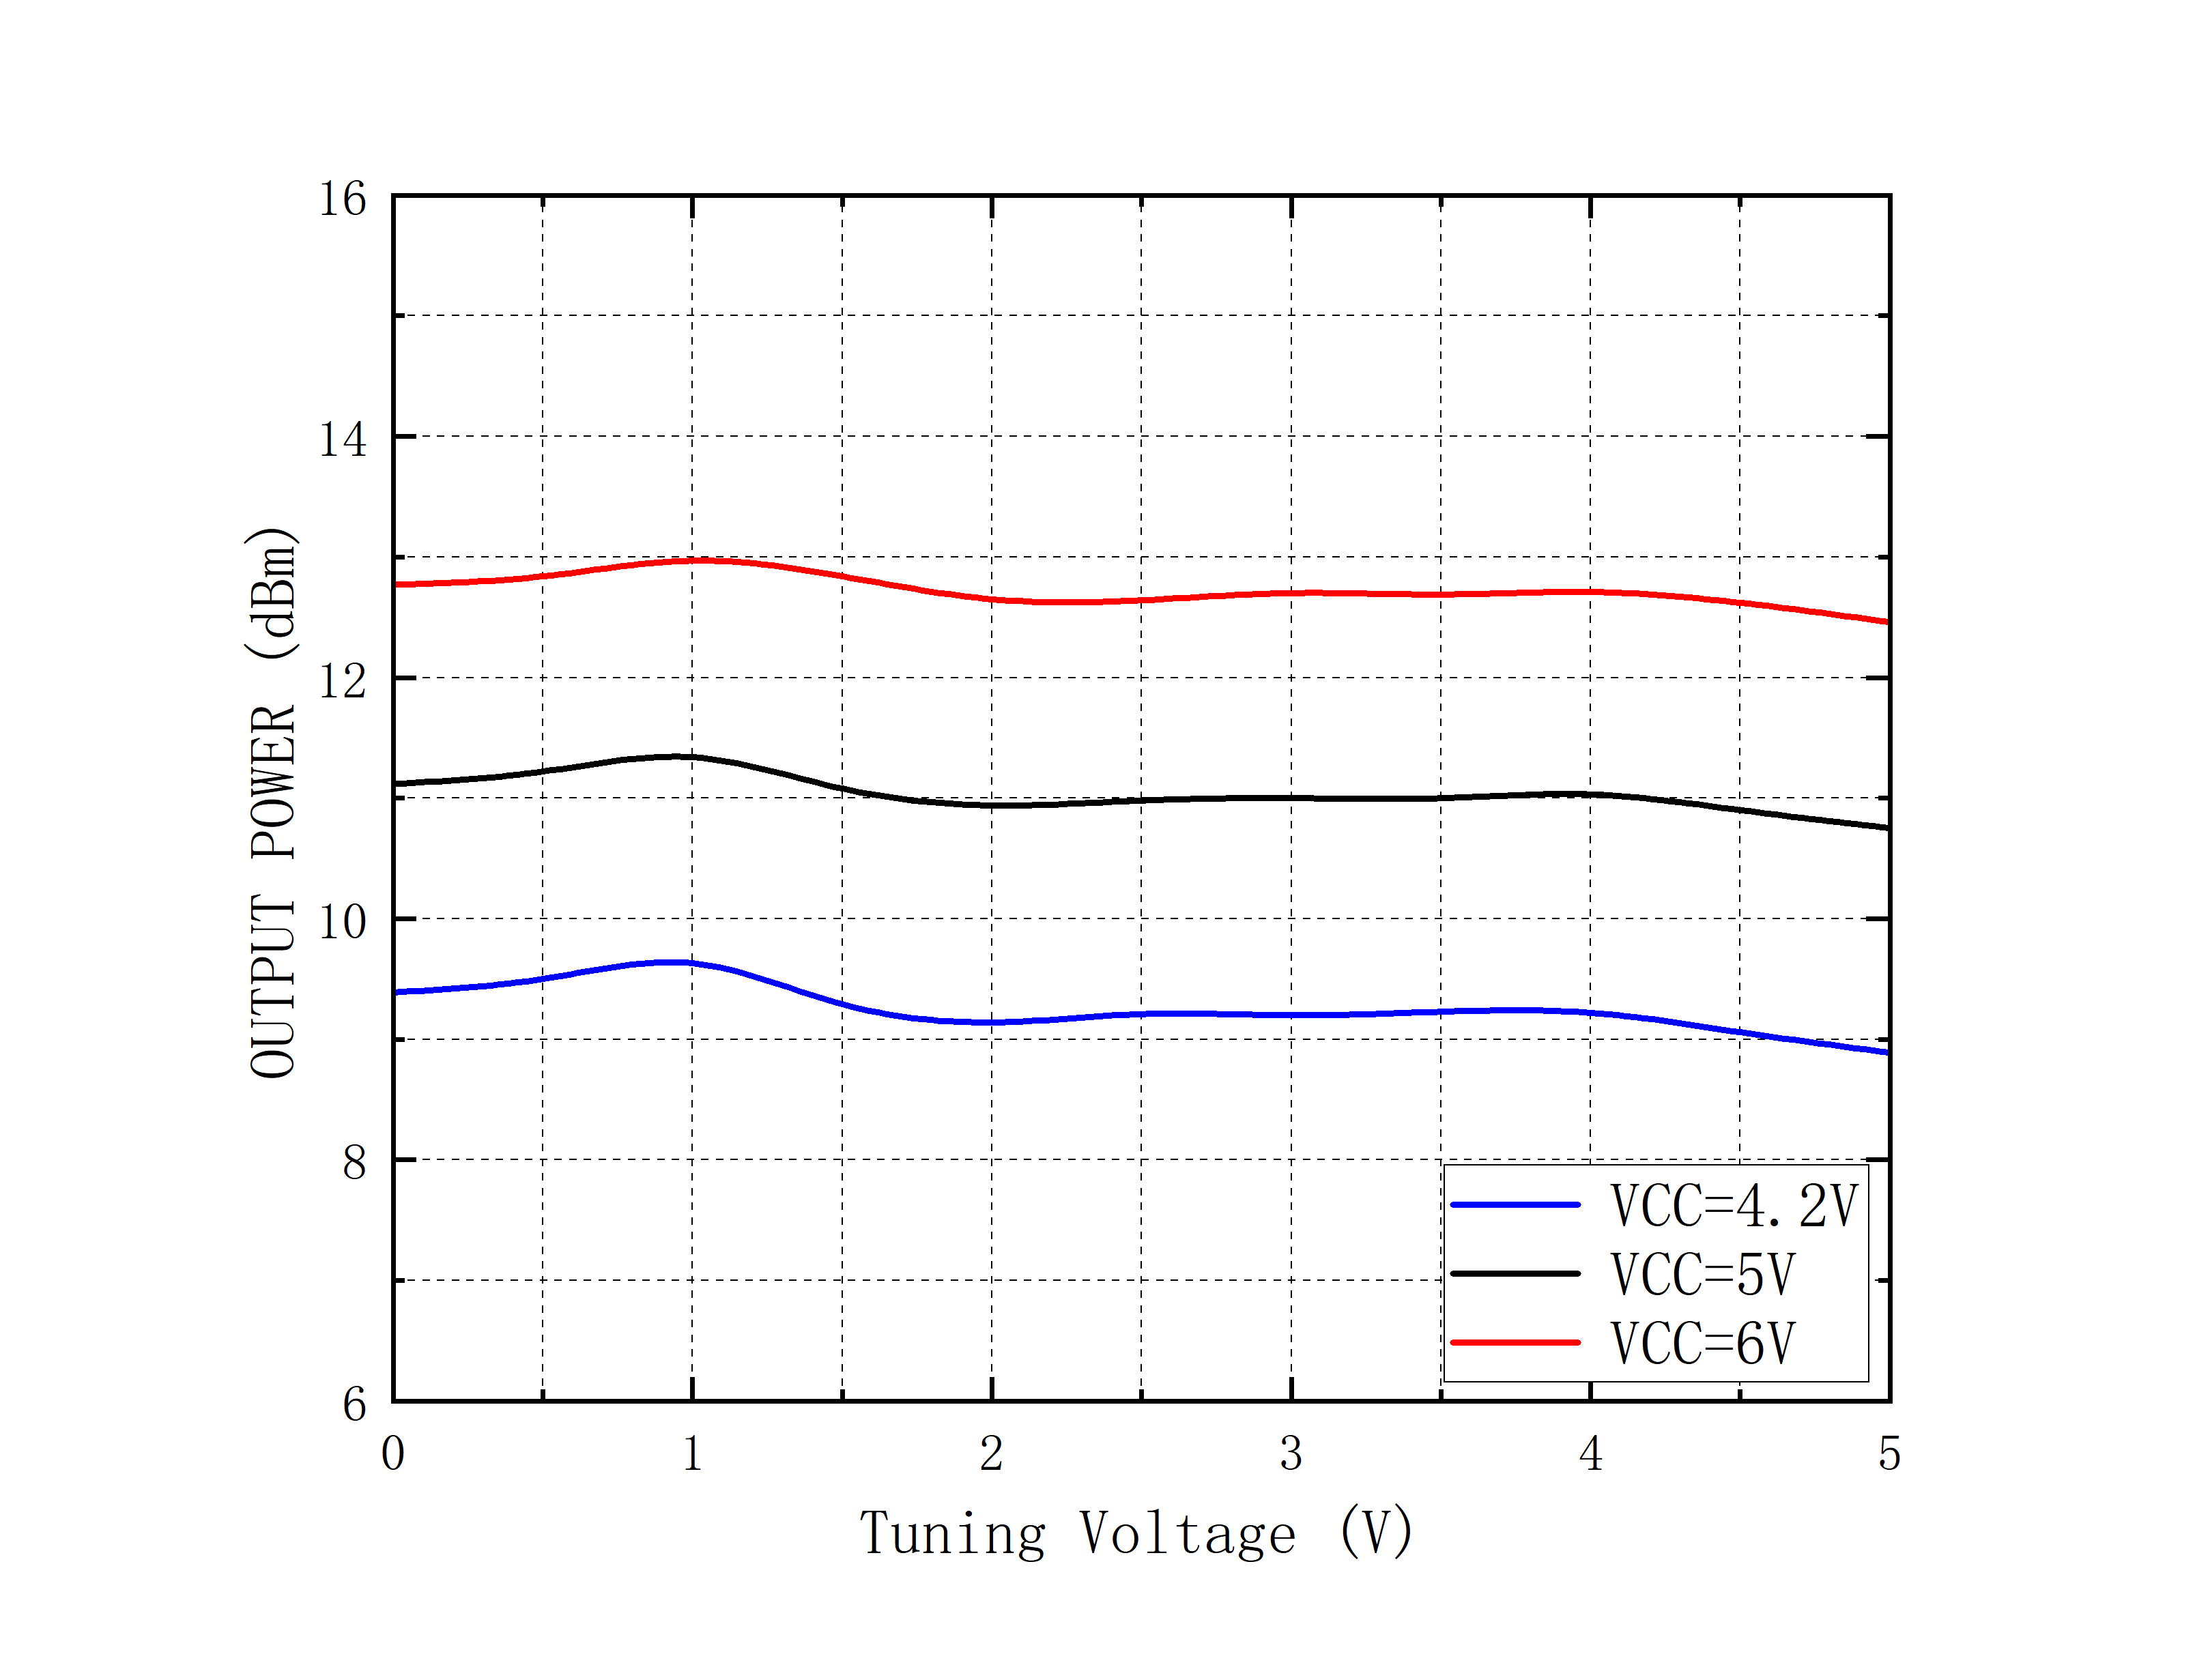 16
14
12
10
8
6
OUTPUT POWER (dBm)
0 1 2 3 4 5
Tuning Voltage (V)
VCC=4.2V
VCC=5V
VCC=6V